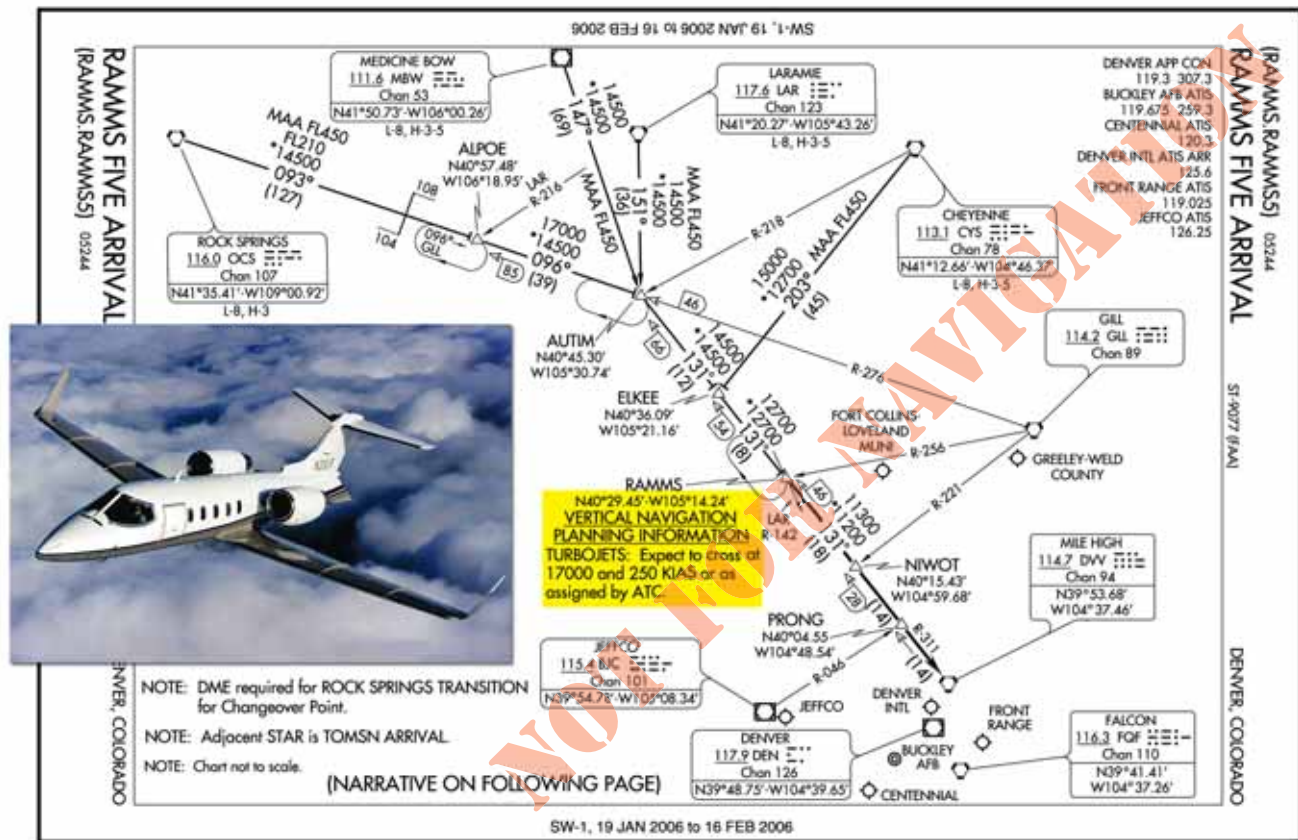 SW-1, 19 JAN 2006 to 16 FEB 2006
(RAMMS.RAMMS5) 05244
RAMMS FIVE ARRIVAL
ST-9077 (FAA)
DENVER, COLORADO
RAMMS FIVE ARRIVAL
(RAMMS.RAMMS5) 05244
ENVER, COLORADO
DENVER APP CON
119.3 307.3
BUCKLEY AFB ATIS
119.675 259.3
CENTENNIAL ATIS
120.3
DENVER INTL ATIS ARR
125.6
FRONT RANGE ATIS
119.025
JEFFCO ATIS
126.25
MEDICINE BOW
111.6 MBW
Chan 53
N41°50.73'-W106°00.26'
L-8, H-3-5
LARAMIE
117.6 LAR
Chan 123
N41°20.27'-W105°43.26'
L-8, H-3-5
CHEYENNE
113.1 CYS
Chan 78
N41°12.66'-W104°46.37'
L-8, H-3-5
ROCK SPRINGS
116.0 OCS
Chan 107
N41°35.41'-W109°00.92'
L-8, H-3
MAA FL450
FL210
*14500
093°
(127)
108
104
ALPOE
N40°57.48'
W106°18.95'
LAR
R-216
096°
GLL
85
17000
*14500
096°
(39)
14500
*14500
147°
(69)
MAA FL450
MAA FL450
14500
*14500
151°
(36)
R-218
15000
*12700
203°
(45)
MAA FL450
46
AUTIM
N40°45.30'
W105°30.74'
66
14500
*14500
131°
(12)
R-276
GILL
114.2 GLL
Chan 89
ELKEE
N40°36.09'
W105°21.16'
54
12700
*12700
131°
(8)
FORT COLLINS-
LOVELAND
MUNI
R-256
GREELEY-WELD
COUNTY
R-221
RAMMS
N40°29.45'-W105°14.24'
VERTICAL NAVIGATION
PLANNING INFORMATION
TURBOJETS: Expect to cross at
17000 and 250 KIAS or as
assigned by ATC.
LAR
R-142
46
11300
131°
(18)
NIWOT
N40°15.43'
W104°59.68'
28
(14)
MILE HIGH
114.7 DVV
Chan 94
N39°53.68'
W104°37.46'
PRONG
N40°04.55
W104°48.54'
R-311
(14)
R-046
JEFFCO
115.4 BJC
Chan 101
N39°54.78'-W105°08.34'
JEFFCO
DENVER
INTL
FRONT
RANGE
DENVER
117.9 DEN
Chan 126
N39°48.75'-W104°39.65'
BUCKLEY
AFB
CENTENNIAL
FALCON
116.3 FQF
Chan 110
N39°41.41'
W104°37.26'
NOTE: DME required for ROCK SPRINGS TRANSITION
for Changeover Point.
NOTE: Adjacent STAR is TOMSN ARRIVAL.
NOTE: Chart not to scale.
(NARRATIVE ON FOLLOWING PAGE)
NOT FOR NAVIGATION
SW-1, 19 JAN 2006 to 16 FEB 2006